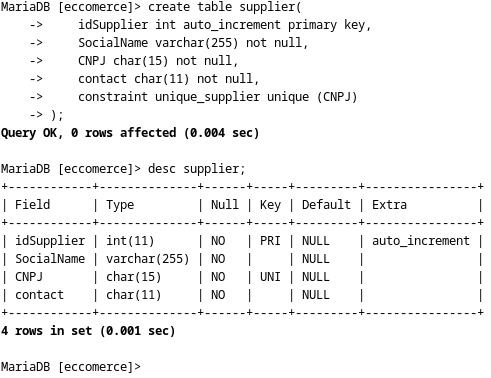 MariaDB [eccomerce]> create table supplier(
    ->     idSupplier int auto_increment primary key,
    ->     SocialName varchar(255) not null,
    ->     CNPJ char(15) not null,
    ->     contact char(11) not null,
    ->     constraint unique_supplier unique (CNPJ)
    -> );
Query OK, 0 rows affected (0.004 sec)

MariaDB [eccomerce]> desc supplier;
+------------+--------------+------+-----+---------+----------------+
| Field      | Type         | Null | Key | Default | Extra          |
+------------+--------------+------+-----+---------+----------------+
| idSupplier | int(11)      | NO   | PRI | NULL    | auto_increment |
| SocialName | varchar(255) | NO   |     | NULL    |                |
| CNPJ       | char(15)     | NO   | UNI | NULL    |                |
| contact    | char(11)     | NO   |     | NULL    |                |
+------------+--------------+------+-----+---------+----------------+
4 rows in set (0.001 sec)

MariaDB [eccomerce]>